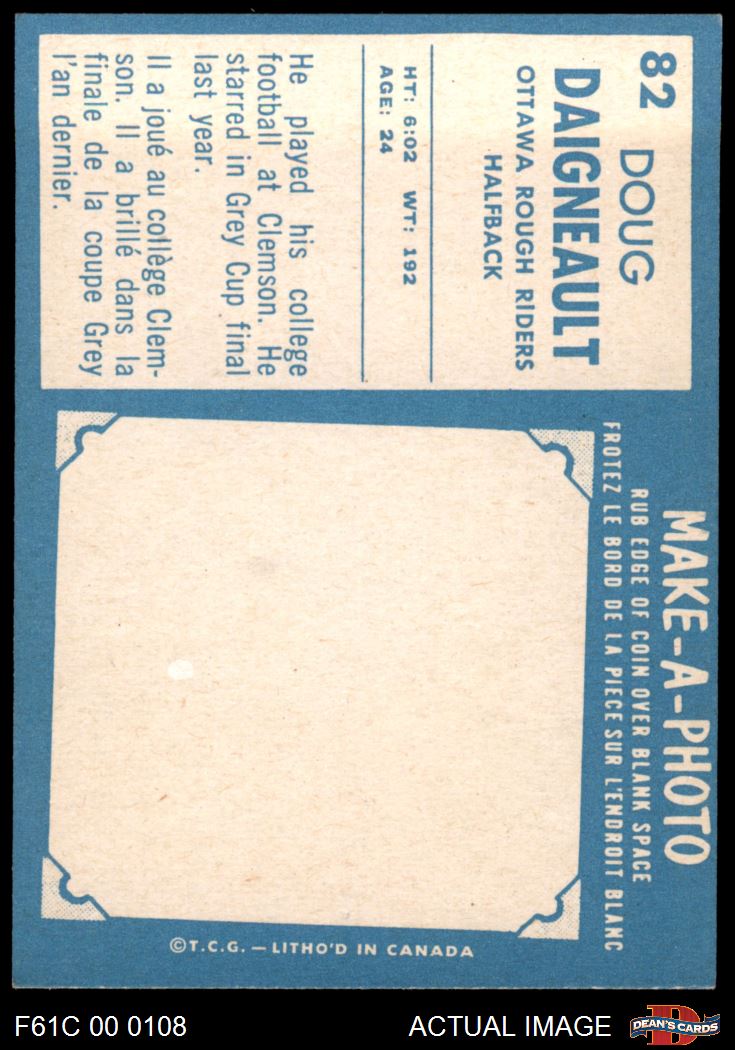 82 DOUG
DAIGNEAULT
OTTAWA ROUGH RIDERS
HALFBACK
HT: 6:02 WT: 192
AGE: 24
He played his college
football at Clemson. He
starred in Grey Cup final
last year.
Il a joué au collège Clem-
son. Il a brillé dans la
finale de la coupe Grey
l'an dernier.
MAKE-A-PHOTO
RUB EDGE OF COIN OVER BLANK SPACE
FROTEZ LE BORD DE LA PIECE SUR L'ENDROIT BLANC
©T.C.G. — LITHO'D IN CANADA
F61C 00 0108
ACTUAL IMAGE
D
DEAN'S CARDS